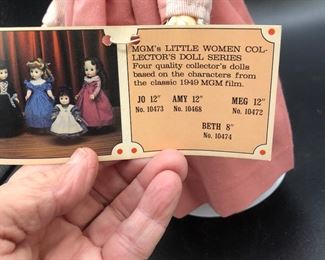 MGM's LITTLE WOMEN COL-
LECTOR'S DOLL SERIES
Four quality collector's dolls
based on the characters from
the classic 1949 MGM film.
JO 12" AMY 12" MEG 12"
No. 10473 No. 10468 No. 10472
BETH 8"
No. 10474